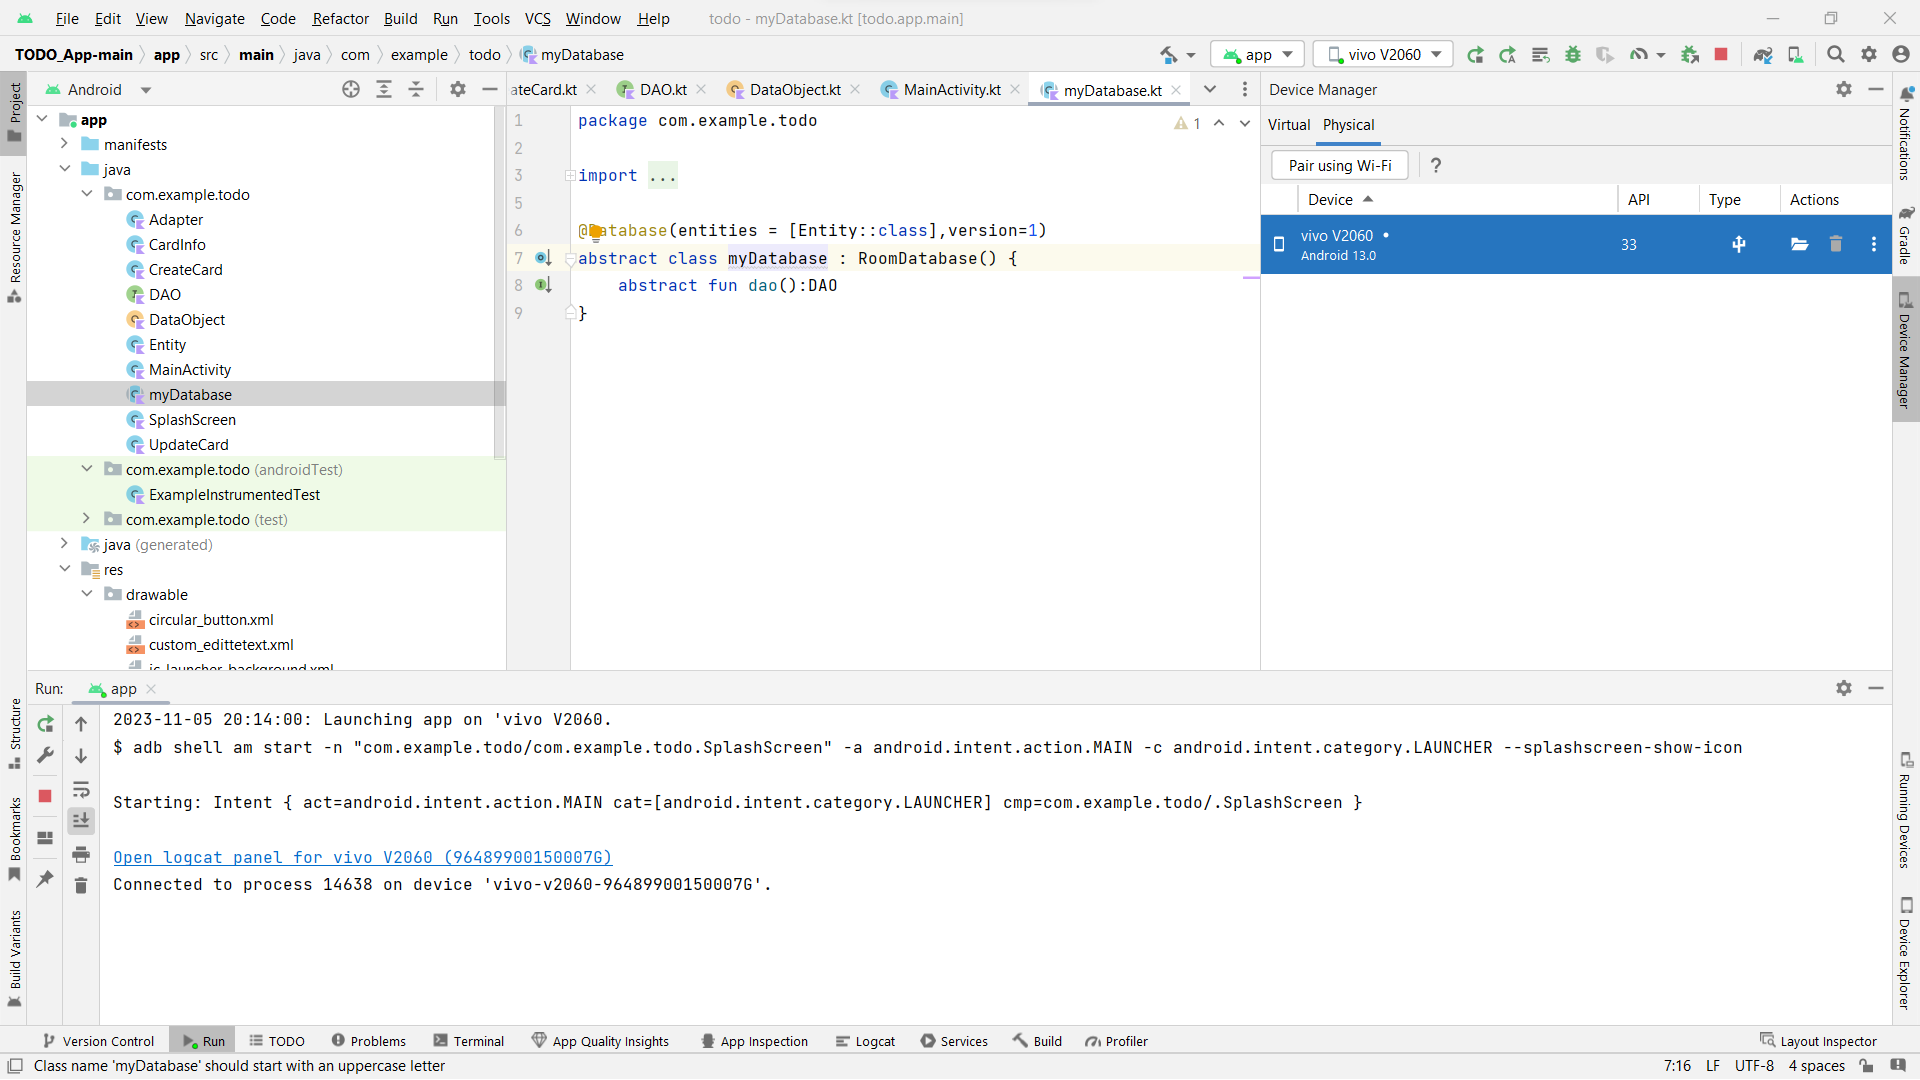 File Edit View Navigate Code Refactor Build Run Tools VCS Window Help todo - myDatabase.kt [todo.app.main]
TODO_App-main app src main java com example todo myDatabase app vivo V2060
Project
Resource Manager
Structure
Bookmarks
Build Variants
Android
app
manifests
java
com.example.todo
Adapter
CardInfo
CreateCard
DAO
DataObject
Entity
MainActivity
myDatabase
SplashScreen
UpdateCard
com.example.todo (androidTest)
ExampleInstrumentedTest
com.example.todo (test)
java (generated)
res
drawable
circular_button.xml
custom_edittetext.xml
ic_launcher_background.xml
ateCard.kt DAO.kt DataObject.kt MainActivity.kt myDatabase.kt
1 package com.example.todo
2
3 import ...
5
6 @Database(entities = [Entity::class],version=1)
7 abstract class myDatabase : RoomDatabase() {
8 abstract fun dao():DAO
9 }
1
Device Manager
Virtual Physical
Pair using Wi-Fi ?
Device API Type Actions
vivo V2060 33
Android 13.0
Notifications
Gradle
Device Manager
Running Devices
Device Explorer
Run: app
2023-11-05 20:14:00: Launching app on 'vivo V2060.
$ adb shell am start -n "com.example.todo/com.example.todo.SplashScreen" -a android.intent.action.MAIN -c android.intent.category.LAUNCHER --splashscreen-show-icon
Starting: Intent { act=android.intent.action.MAIN cat=[android.intent.category.LAUNCHER] cmp=com.example.todo/.SplashScreen }
Open logcat panel for vivo V2060 (96489900150007G)
Connected to process 14638 on device 'vivo-v2060-96489900150007G'.
Version Control Run TODO Problems Terminal App Quality Insights App Inspection Logcat Services Build Profiler Layout Inspector
Class name 'myDatabase' should start with an uppercase letter 7:16 LF UTF-8 4 spaces